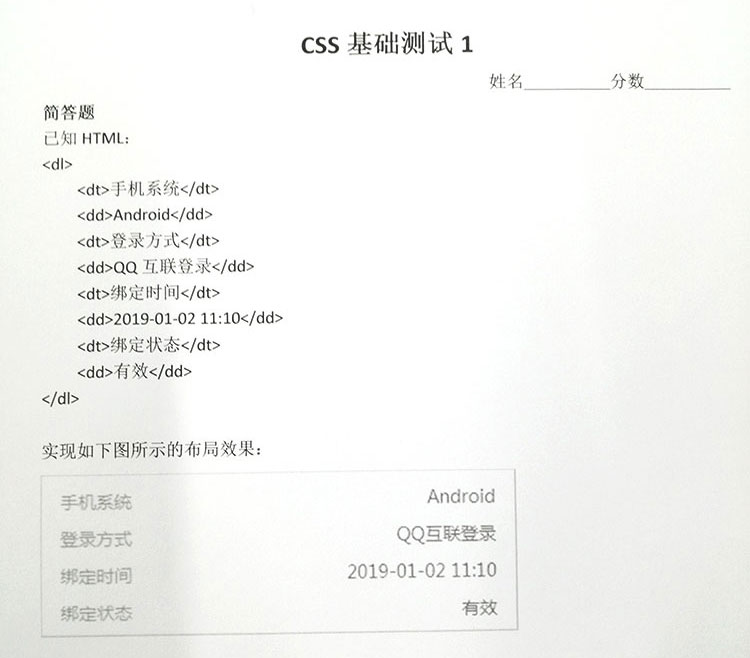 CSS 基础测试 1
姓名__________分数__________
简答题
已知 HTML:
<dl>
<dt>手机系统</dt>
<dd>Android</dd>
<dt>登录方式</dt>
<dd>QQ 互联登录</dd>
<dt>绑定时间</dt>
<dd>2019-01-02 11:10</dd>
<dt>绑定状态</dt>
<dd>有效</dd>
</dl>
实现如下图所示的布局效果:
手机系统 Android
登录方式 QQ互联登录
绑定时间 2019-01-02 11:10
绑定状态 有效